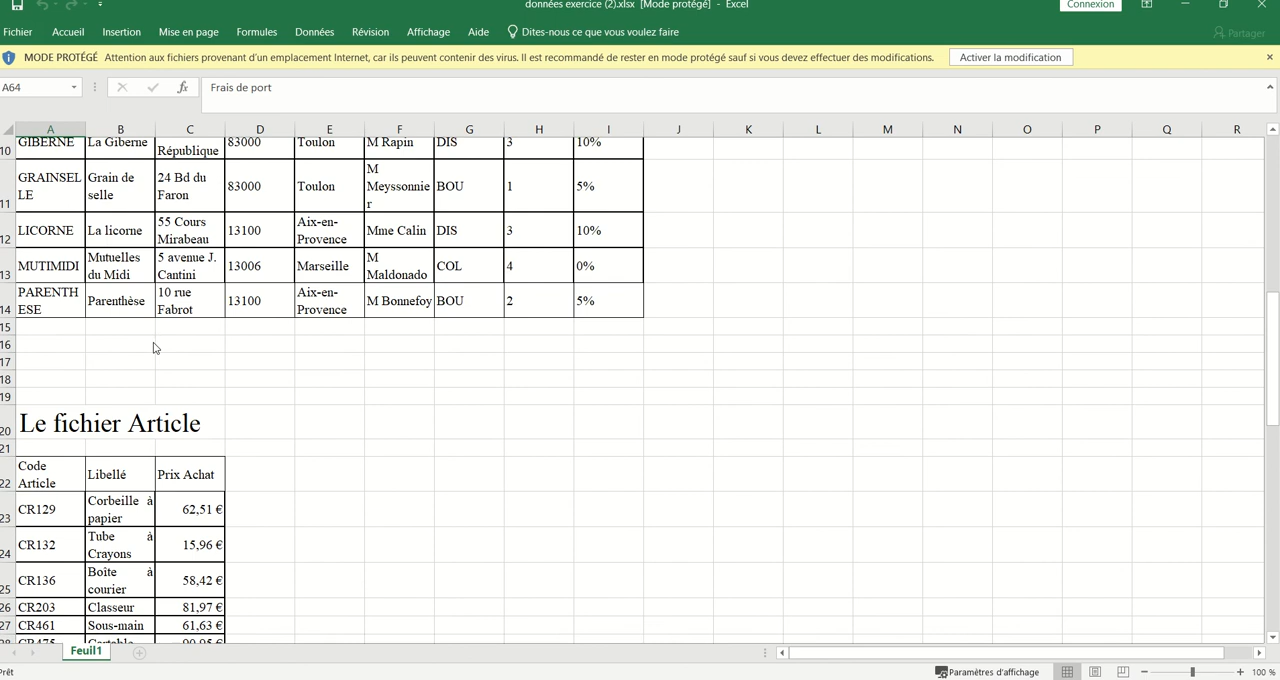 données exercice (2).xlsx [Mode protégé] - Excel
Connexion
Fichier Accueil Insertion Mise en page Formules Données Révision Affichage Aide Dites-nous ce que vous voulez faire Partager
MODE PROTÉGÉ Attention aux fichiers provenant d'un emplacement Internet, car ils peuvent contenir des virus. Il est recommandé de rester en mode protégé sauf si vous devez effectuer des modifications. Activer la modification
A64 fx Frais de port
A B C D E F G H I J K L M N O P Q R
10 GIBERNE La Giberne République 83000 Toulon M Rapin DIS 3 10%
11 GRAINSELLE Grain de selle 24 Bd du Faron 83000 Toulon M Meyssonnier BOU 1 5%
12 LICORNE La licorne 55 Cours Mirabeau 13100 Aix-en-Provence Mme Calin DIS 3 10%
13 MUTIMIDI Mutuelles du Midi 5 avenue J. Cantini 13006 Marseille M Maldonado COL 4 0%
14 PARENTHESE Parenthèse 10 rue Fabrot 13100 Aix-en-Provence M Bonnefoy BOU 2 5%
15
16
17
18
19
20 Le fichier Article
21
22 Code Article Libellé Prix Achat
23 CR129 Corbeille à papier 62,51 €
24 CR132 Tube à Crayons 15,96 €
25 CR136 Boîte à courier 58,42 €
26 CR203 Classeur 81,97 €
27 CR461 Sous-main 61,63 €
28 CR475 Cartable 90,95 €
Feuil1
Prêt Paramètres d'affichage 100 %